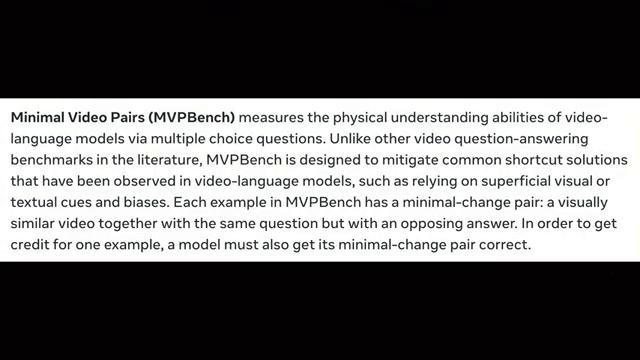 Minimal Video Pairs (MVPBench) measures the physical understanding abilities of video-
language models via multiple choice questions. Unlike other video question-answering
benchmarks in the literature, MVPBench is designed to mitigate common shortcut solutions
that have been observed in video-language models, such as relying on superficial visual or
textual cues and biases. Each example in MVPBench has a minimal-change pair: a visually
similar video together with the same question but with an opposing answer. In order to get
credit for one example, a model must also get its minimal-change pair correct.